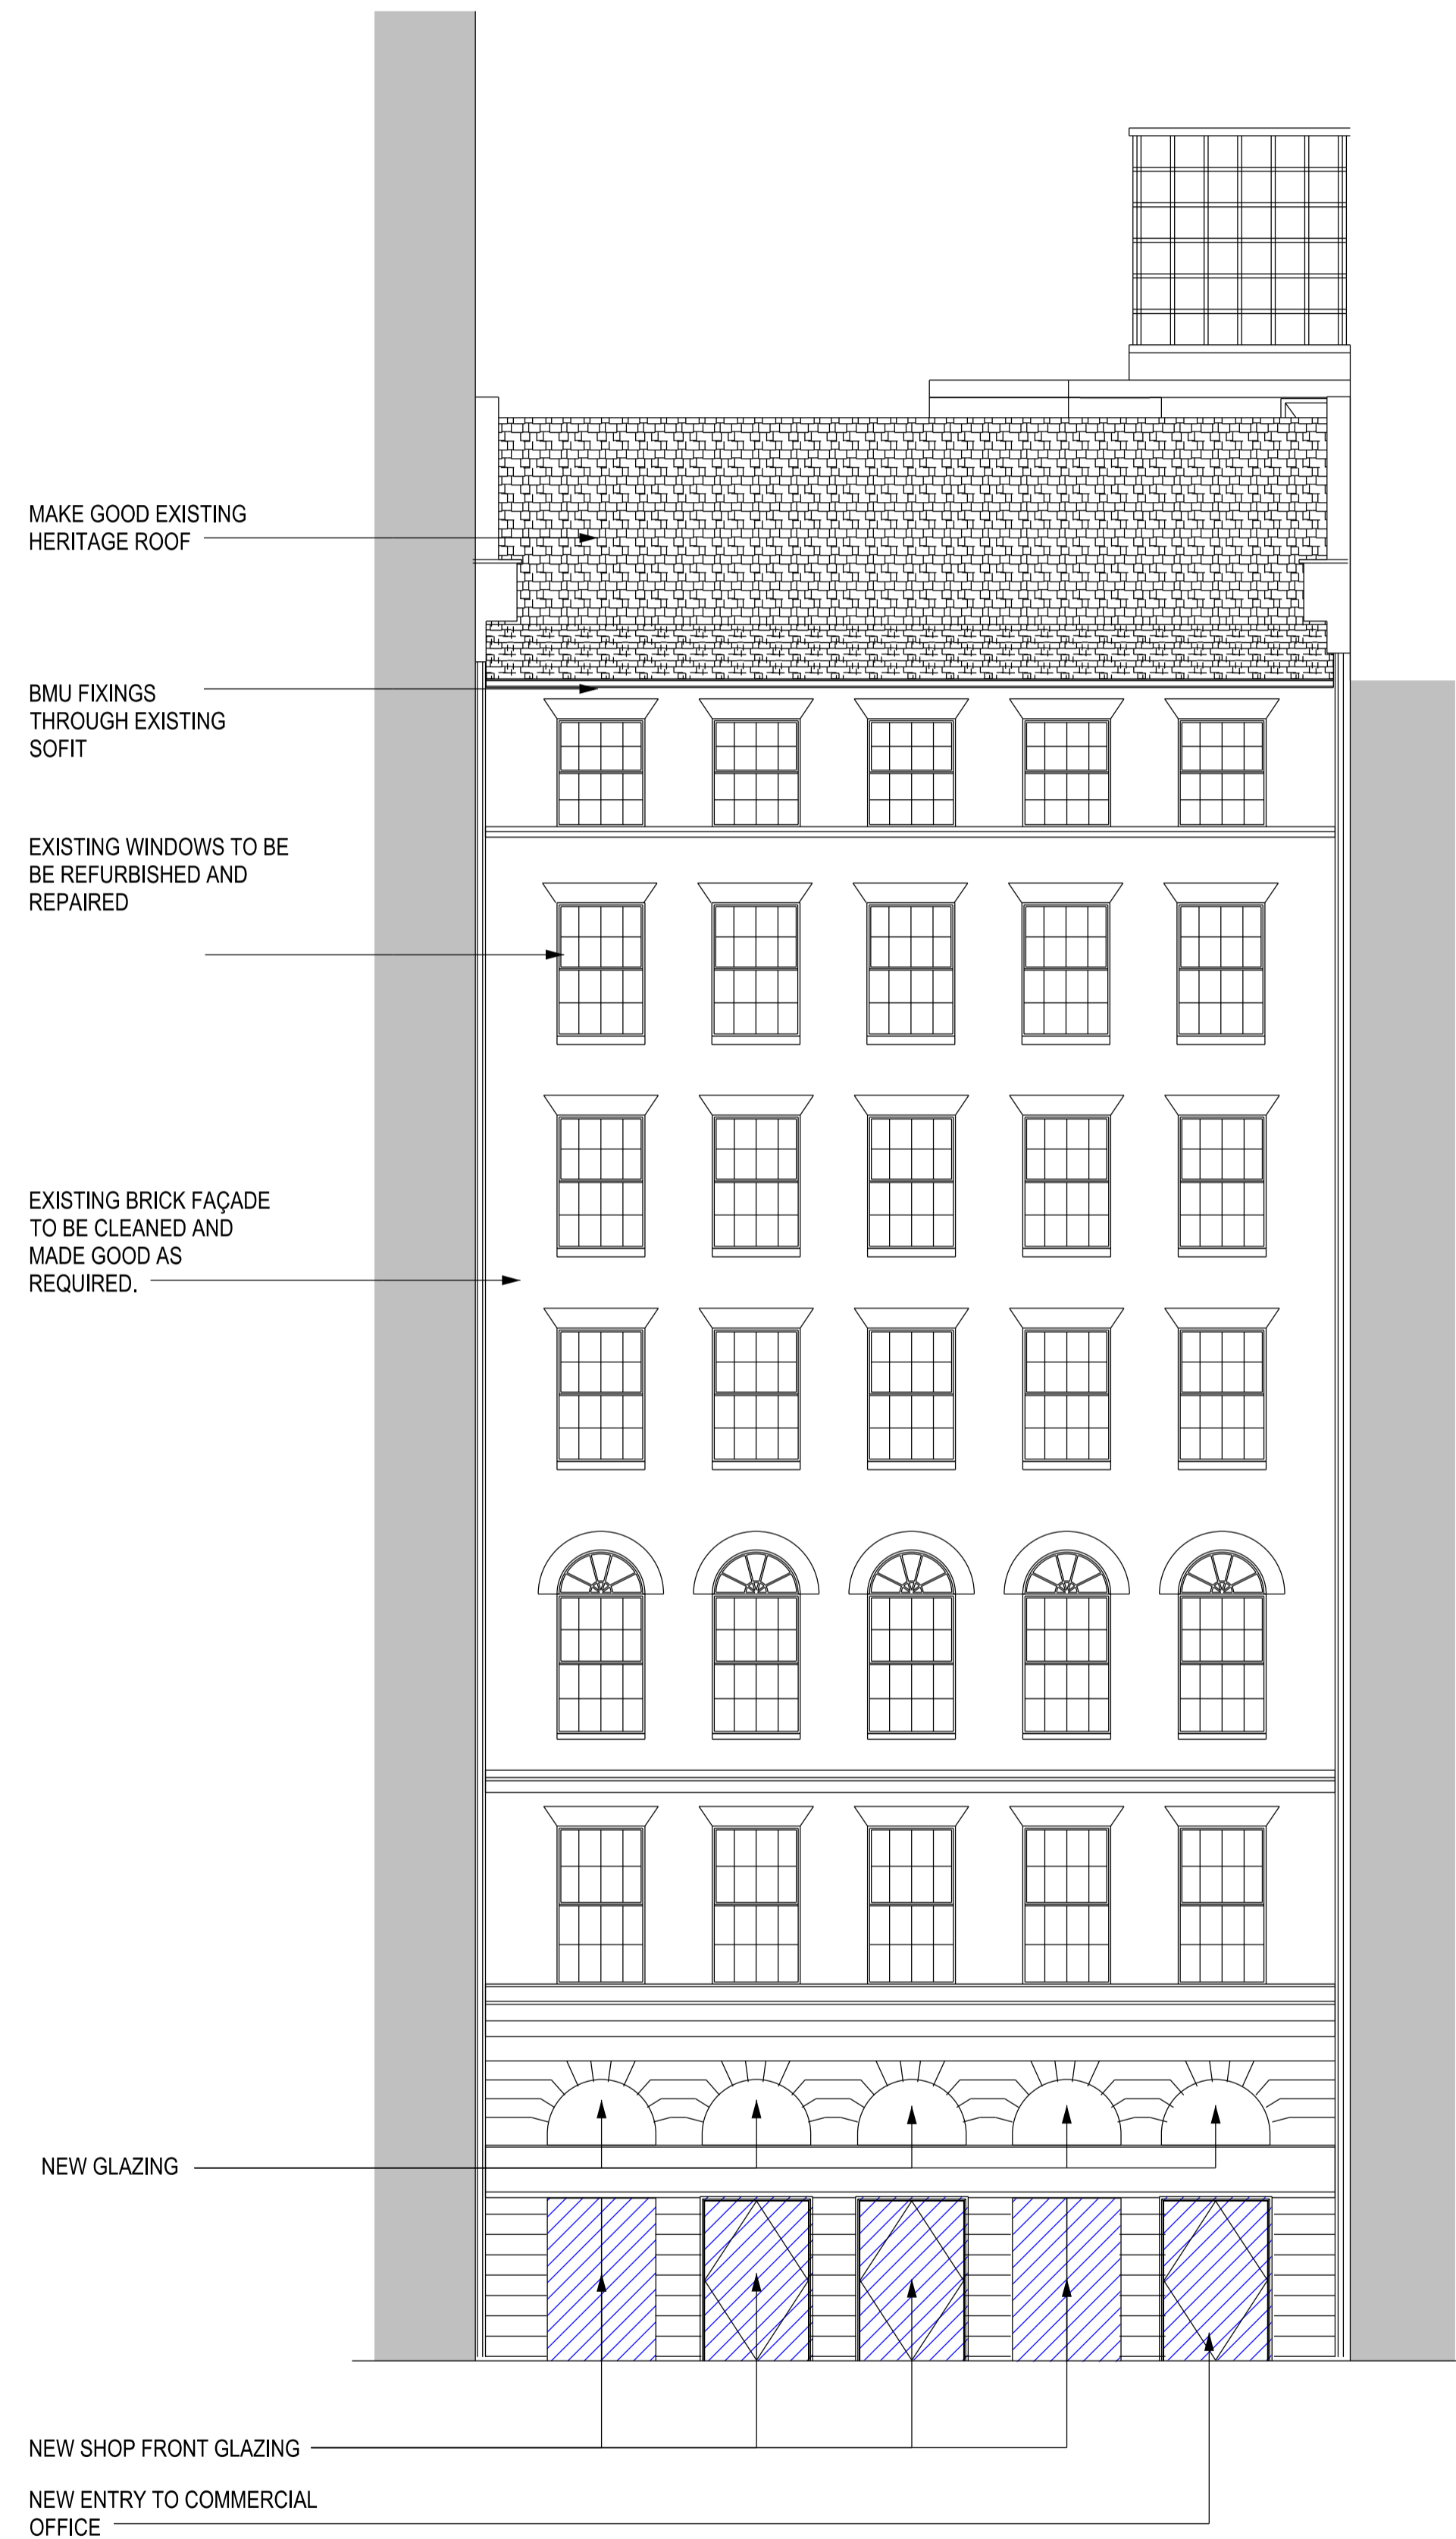 MAKE GOOD EXISTING
HERITAGE ROOF
BMU FIXINGS
THROUGH EXISTING
SOFIT
EXISTING WINDOWS TO BE
BE REFURBISHED AND
REPAIRED
EXISTING BRICK FAÇADE
TO BE CLEANED AND
MADE GOOD AS
REQUIRED.
NEW GLAZING
NEW SHOP FRONT GLAZING
NEW ENTRY TO COMMERCIAL
OFFICE